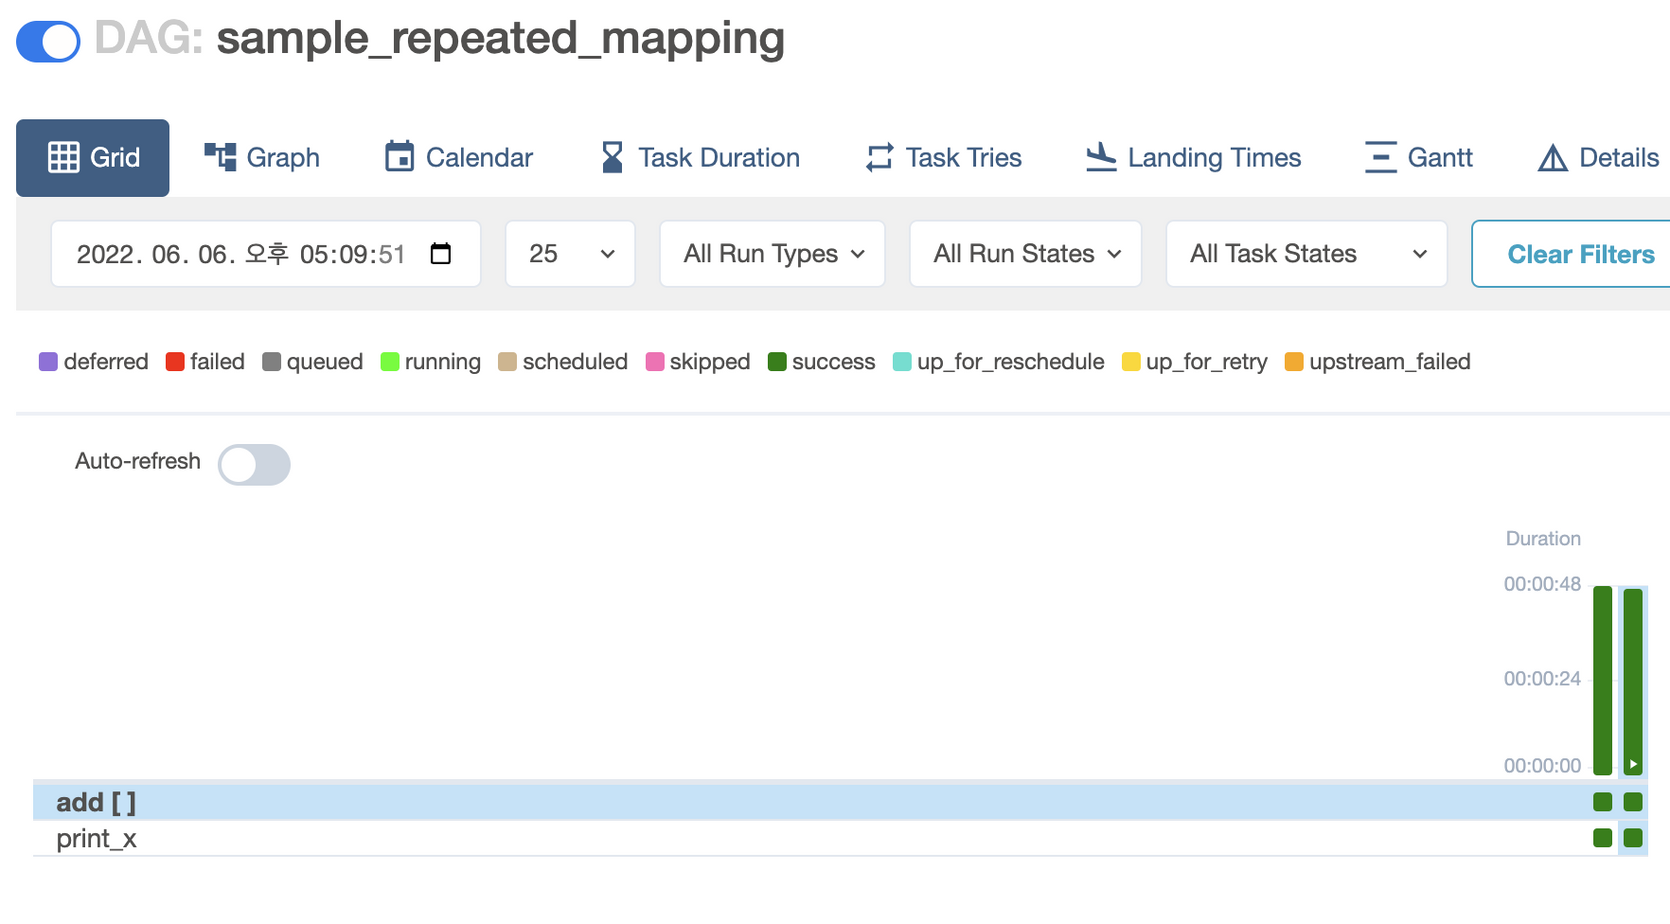 DAG: sample_repeated_mapping
Grid Graph Calendar Task Duration Task Tries Landing Times Gantt Details
2022. 06. 06. 오후 05:09:51 25 All Run Types All Run States All Task States Clear Filters
deferred failed queued running scheduled skipped success up_for_reschedule up_for_retry upstream_failed
Auto-refresh
Duration
00:00:48
00:00:24
00:00:00
add [ ]
print_x